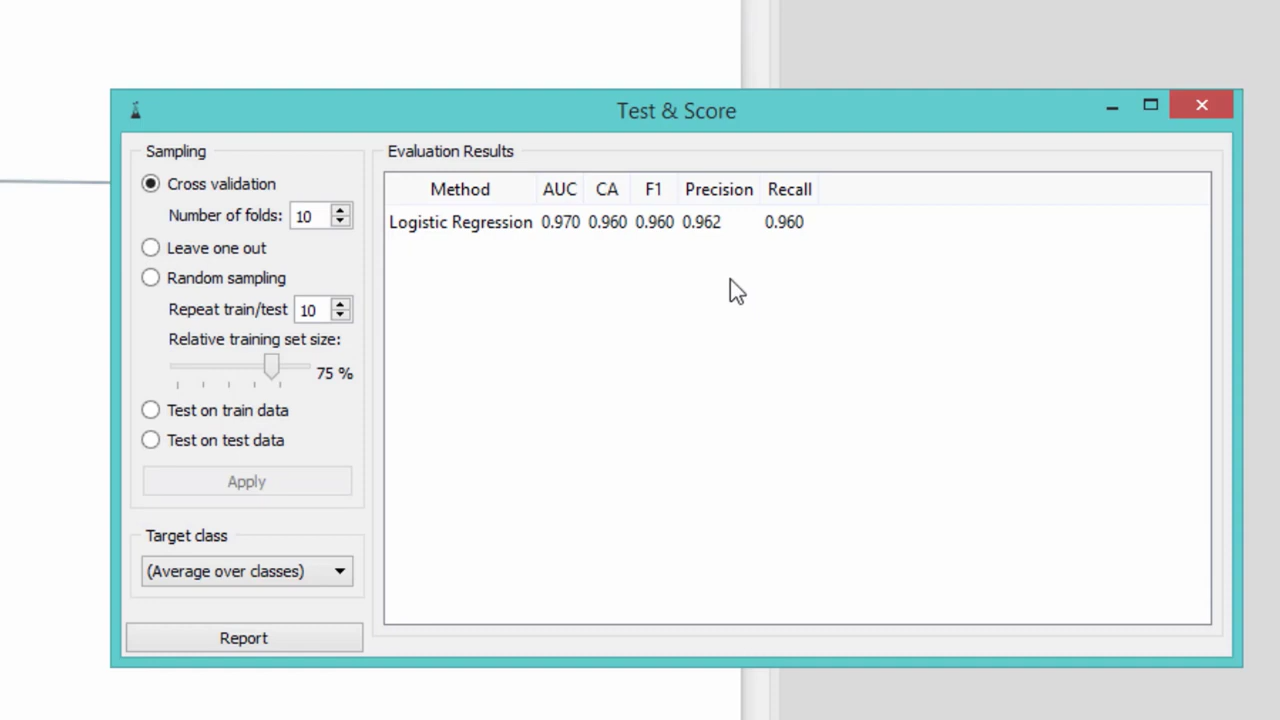 Test & Score
Sampling
Cross validation
Number of folds: 10
Leave one out
Random sampling
Repeat train/test 10
Relative training set size:
75 %
Test on train data
Test on test data
Apply
Target class
(Average over classes)
Report
Evaluation Results
Method AUC CA F1 Precision Recall
Logistic Regression 0.970 0.960 0.960 0.962 0.960